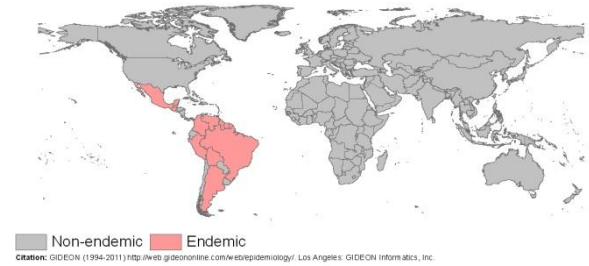 Non-endemic Endemic
Citation: GIDEON (1994-2011) http://web.gideononline.com/web/epidemiology/. Los Angeles: GIDEON Informatics, Inc.